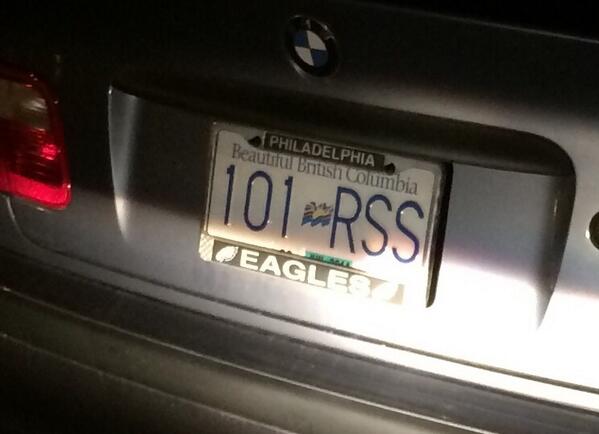 PHILADELPHIA
Beautiful British Columbia
101 RSS
EAGLES